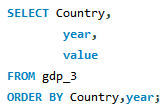 SELECT Country,
year,
value
FROM gdp_3
ORDER BY Country,year;